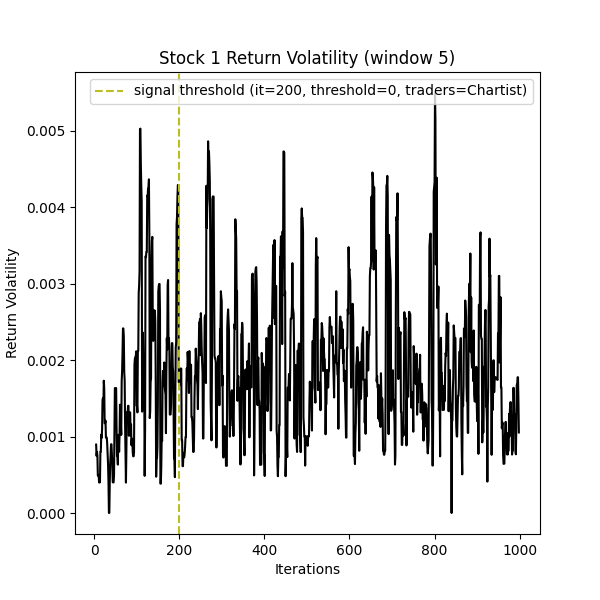 Stock 1 Return Volatility (window 5)
signal threshold (it=200, threshold=0, traders=Chartist)
Return Volatility
0.005
0.004
0.003
0.002
0.001
0.000
0 200 400 600 800 1000
Iterations